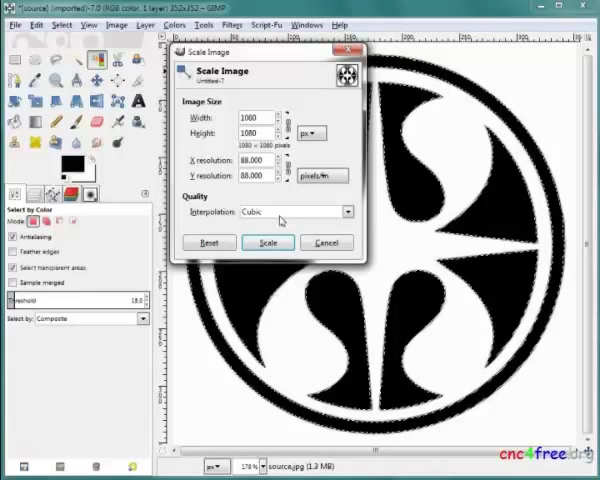 *[source] (imported)-7.0 (RGB color, 1 layer) 352x352 – GIMP
File Edit Select View Image Layer Colors Tools Filters Script-Fu Windows Help
Scale Image
Scale Image
Untitled-7
Image Size
Width: 1080
Height: 1080
px
1080 × 1080 pixels
X resolution: 88.000
Y resolution: 88.000
pixels/in
Quality
Interpolation: Cubic
Reset Scale Cancel
Select by Color
Mode:
Antialiasing
Feather edges
Select transparent areas
Sample merged
Threshold 18.0
Select by: Composite
px
178 %
source.jpg (1.3 MB)
cnc4free.org